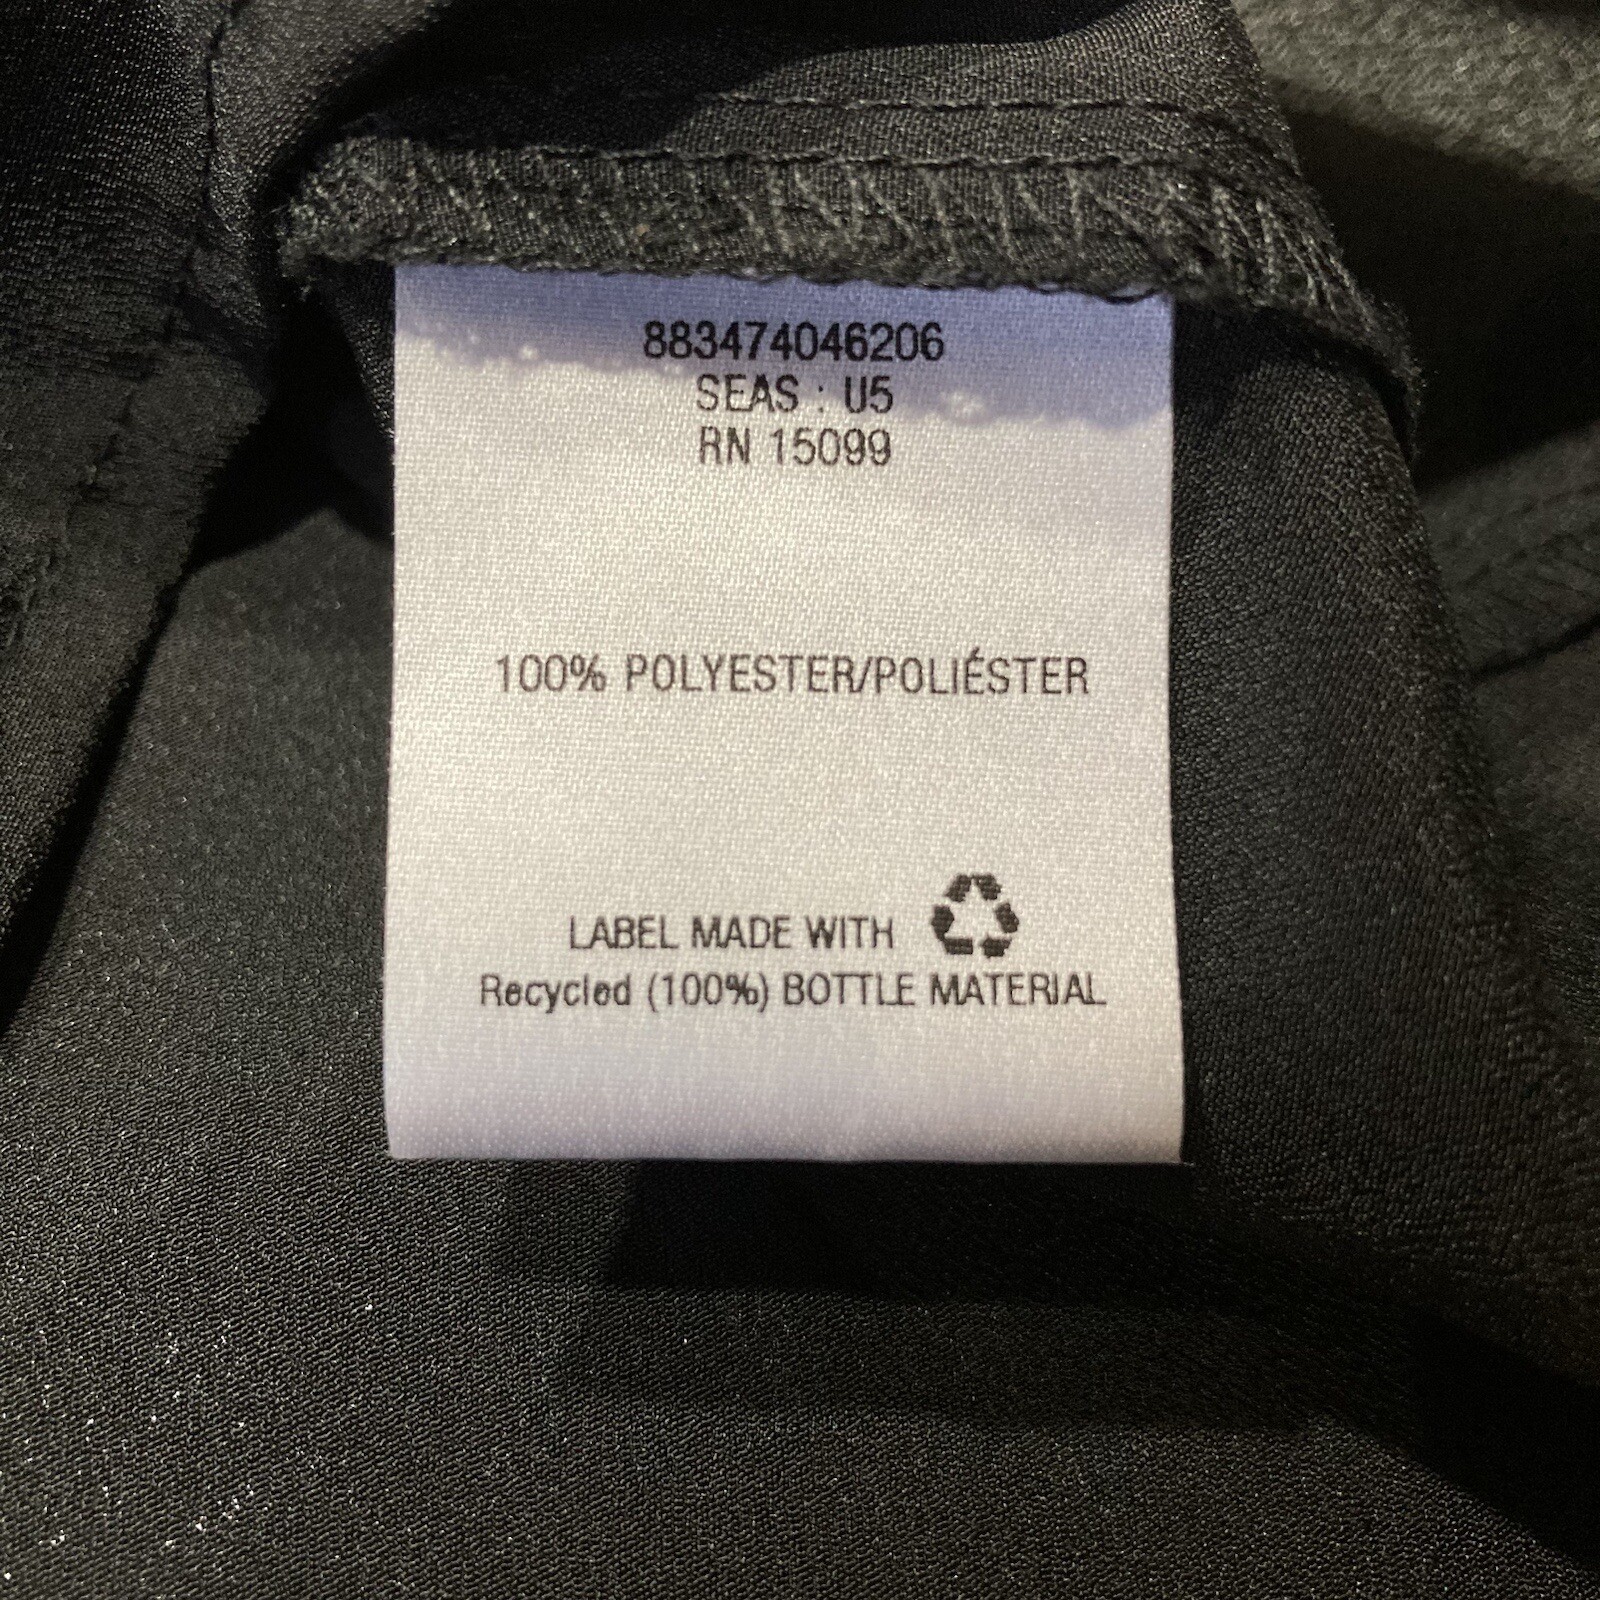 883474046206
SEAS : U5
RN 15099
100% POLYESTER/POLIÉSTER
LABEL MADE WITH
Recycled (100%) BOTTLE MATERIAL